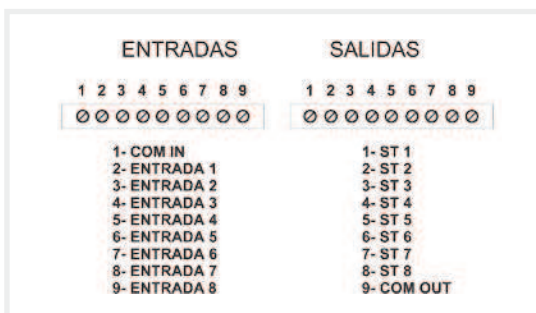 ENTRADAS SALIDAS
1 2 3 4 5 6 7 8 9 1 2 3 4 5 6 7 8 9
1- COM IN 1- ST 1
2- ENTRADA 1 2- ST 2
3- ENTRADA 2 3- ST 3
4- ENTRADA 3 4- ST 4
5- ENTRADA 4 5- ST 5
6- ENTRADA 5 6- ST 6
7- ENTRADA 6 7- ST 7
8- ENTRADA 7 8- ST 8
9- ENTRADA 8 9- COM OUT